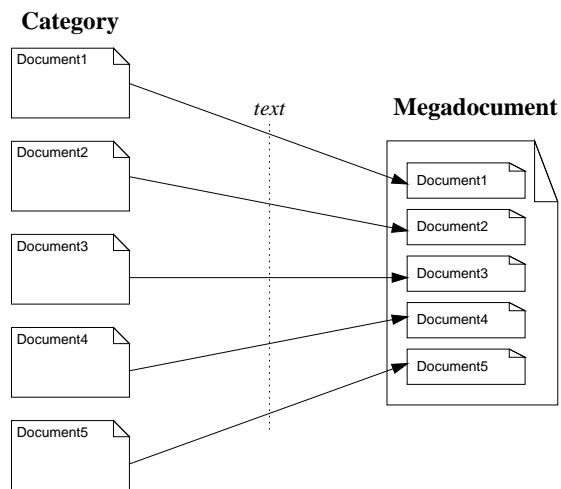 Category
Document1
Document2
Document3
Document4
Document5
text
Megadocument
Document1
Document2
Document3
Document4
Document5